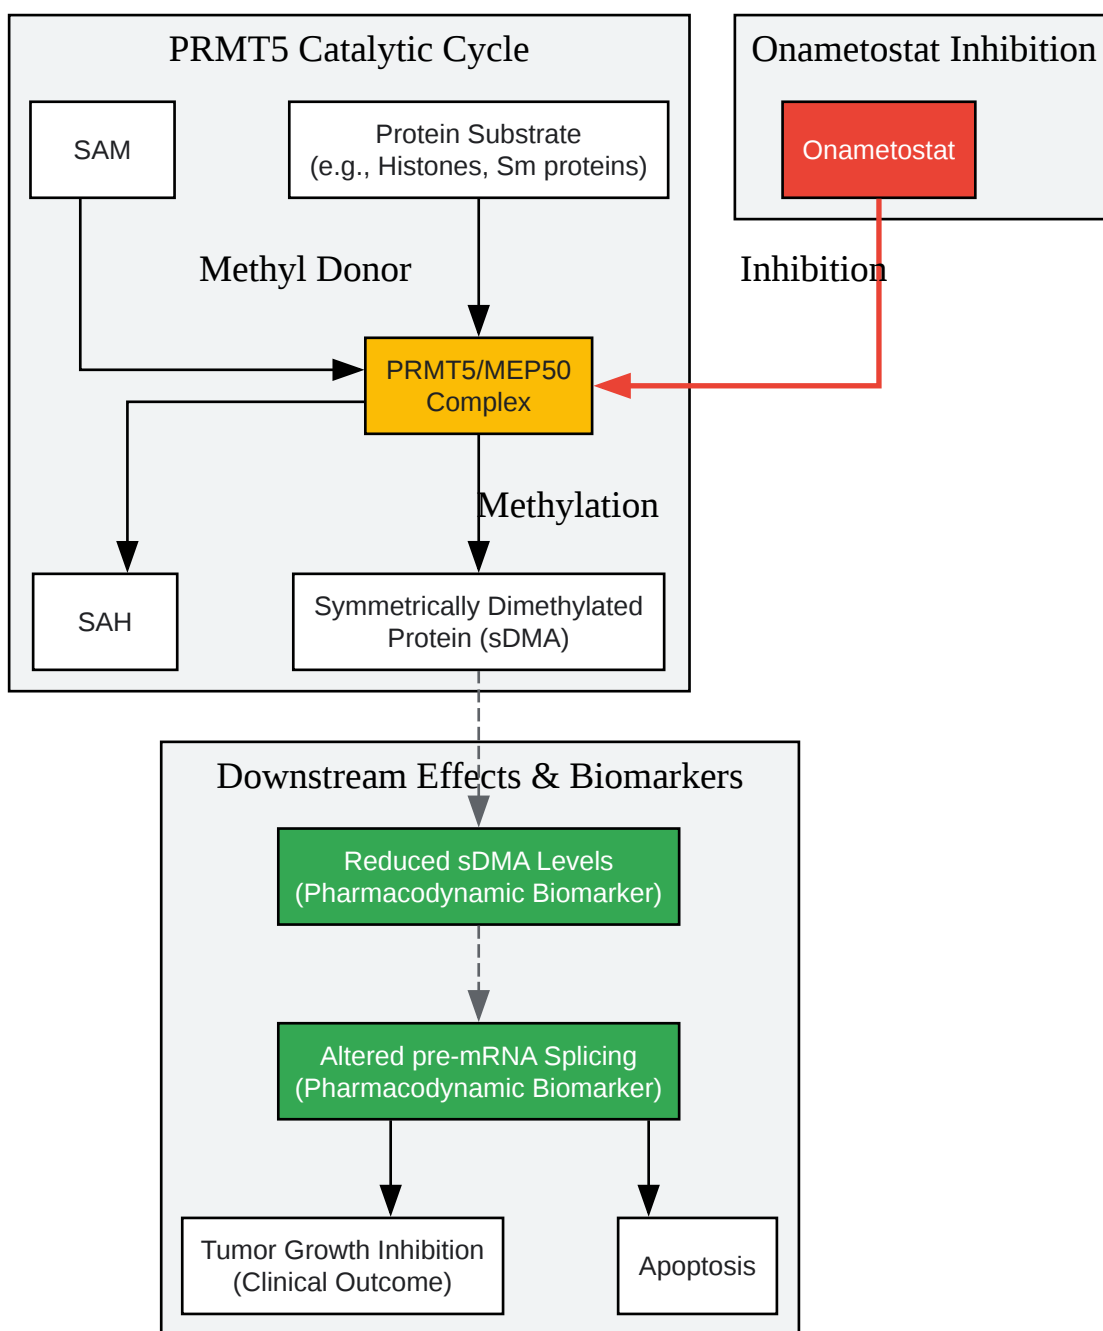 PRMT5 Catalytic Cycle
Onametostat Inhibition
SAM
Protein Substrate
(e.g., Histones, Sm proteins)
Onametostat
Methyl Donor
Inhibition
PRMT5/MEP50
Complex
Methylation
SAH
Symmetrically Dimethylated
Protein (sDMA)
Downstream Effects & Biomarkers
Reduced sDMA Levels
(Pharmacodynamic Biomarker)
Altered pre-mRNA Splicing
(Pharmacodynamic Biomarker)
Tumor Growth Inhibition
(Clinical Outcome)
Apoptosis